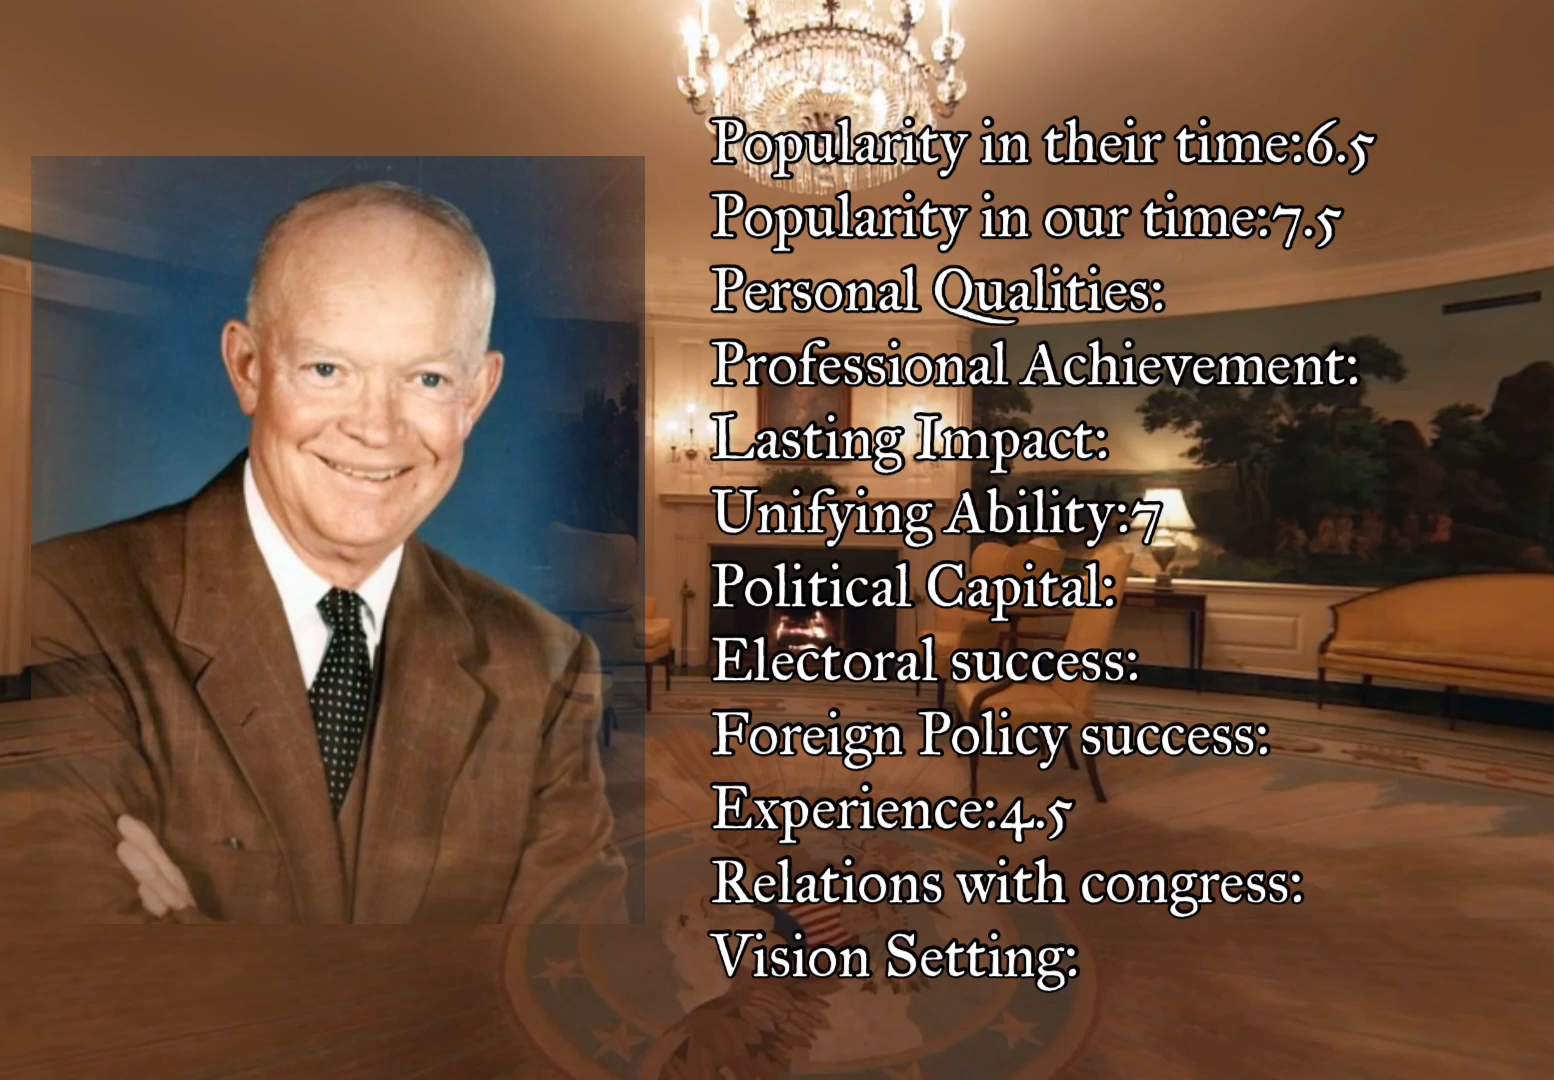 Popularity in their time:6.5
Popularity in our time:7.5
Personal Qualities:
Professional Achievement:
Lasting Impact:
Unifying Ability:7
Political Capital:
Electoral success:
Foreign Policy success:
Experience:4.5
Relations with congress:
Vision Setting: